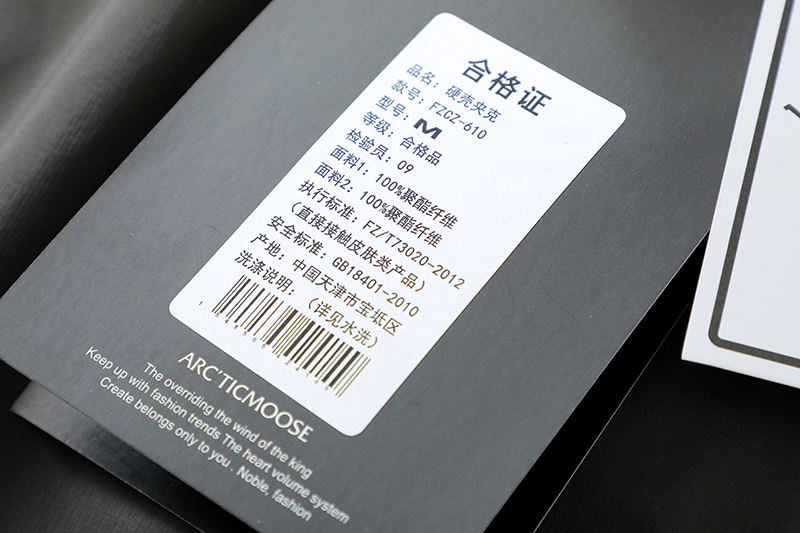 合格证
品名：硬壳夹克
款号：FZCZ-610
型号：M
等级：合格品
检验员：09
面料1：100%聚酯纤维
面料2：100%聚酯纤维
执行标准：FZ/T73020-2012
（直接接触皮肤类产品）
安全标准：GB18401-2010
产地：中国天津市宝坻区
洗涤说明：（详见水洗）
ARC'TICMOOSE
The overriding the wind of the king
Keep up with fashion trends The heart volume system
Create belongs only to you . Noble, fashion